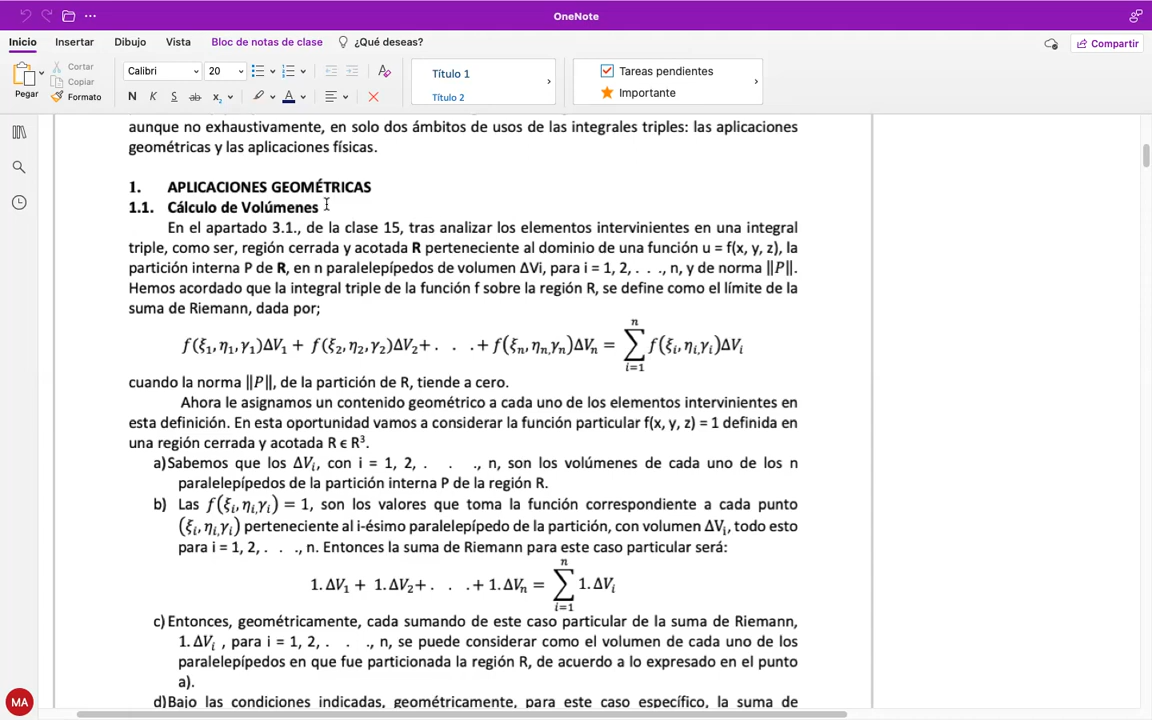 OneNote
Inicio Insertar Dibujo Vista Bloc de notas de clase ¿Qué deseas? Compartir
Pegar Cortar Copiar Formato
Calibri 20
N K S ab x₂ A
Título 1
Título 2
Tareas pendientes
Importante
aunque no exhaustivamente, en solo dos ámbitos de usos de las integrales triples: las aplicaciones
geométricas y las aplicaciones físicas.
1. APLICACIONES GEOMÉTRICAS
1.1. Cálculo de Volúmenes
En el apartado 3.1., de la clase 15, tras analizar los elementos intervinientes en una integral
triple, como ser, región cerrada y acotada R perteneciente al dominio de una función u = f(x, y, z), la
partición interna P de R, en n paralelepípedos de volumen ΔVi, para i = 1, 2, . . ., n, y de norma ||P||.
Hemos acordado que la integral triple de la función f sobre la región R, se define como el límite de la
suma de Riemann, dada por;
f(ξ₁, η₁, γ₁)ΔV₁ + f(ξ₂, η₂, γ₂)ΔV₂+ . . . + f(ξₙ, ηₙ, γₙ)ΔVₙ = ∑ⁿᵢ₌₁ f(ξᵢ, ηᵢ, γᵢ)ΔVᵢ
cuando la norma ||P||, de la partición de R, tiende a cero.
Ahora le asignamos un contenido geométrico a cada uno de los elementos intervinientes en
esta definición. En esta oportunidad vamos a considerar la función particular f(x, y, z) = 1 definida en
una región cerrada y acotada R ϵ R³.
a) Sabemos que los ΔVᵢ, con i = 1, 2, . . ., n, son los volúmenes de cada uno de los n
paralelepípedos de la partición interna P de la región R.
b) Las f(ξᵢ, ηᵢ, γᵢ) = 1, son los valores que toma la función correspondiente a cada punto
(ξᵢ, ηᵢ, γᵢ) perteneciente al i-ésimo paralelepípedo de la partición, con volumen ΔVᵢ, todo esto
para i = 1, 2, . . ., n. Entonces la suma de Riemann para este caso particular será:
1. ΔV₁ + 1. ΔV₂+ . . . + 1. ΔVₙ = ∑ⁿᵢ₌₁ 1. ΔVᵢ
c) Entonces, geométricamente, cada sumando de este caso particular de la suma de Riemann,
1. ΔVᵢ , para i = 1, 2, . . ., n, se puede considerar como el volumen de cada uno de los
paralelepípedos en que fue particionada la región R, de acuerdo a lo expresado en el punto
a).
d) Bajo las condiciones indicadas, geométricamente, para este caso específico, la suma de
MA